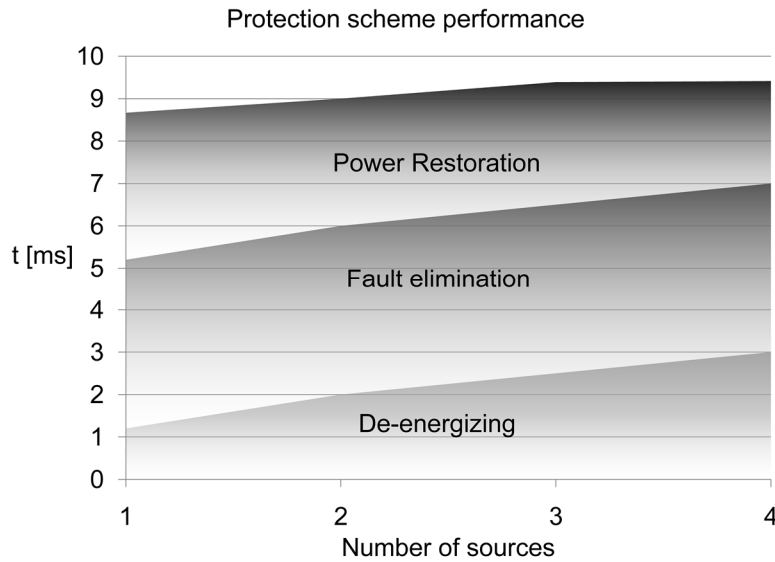 Protection scheme performance
10
9
8
Power Restoration
7
6
t [ms]
5
Fault elimination
4
3
2
De-energizing
1
0
1 2 3 4
Number of sources